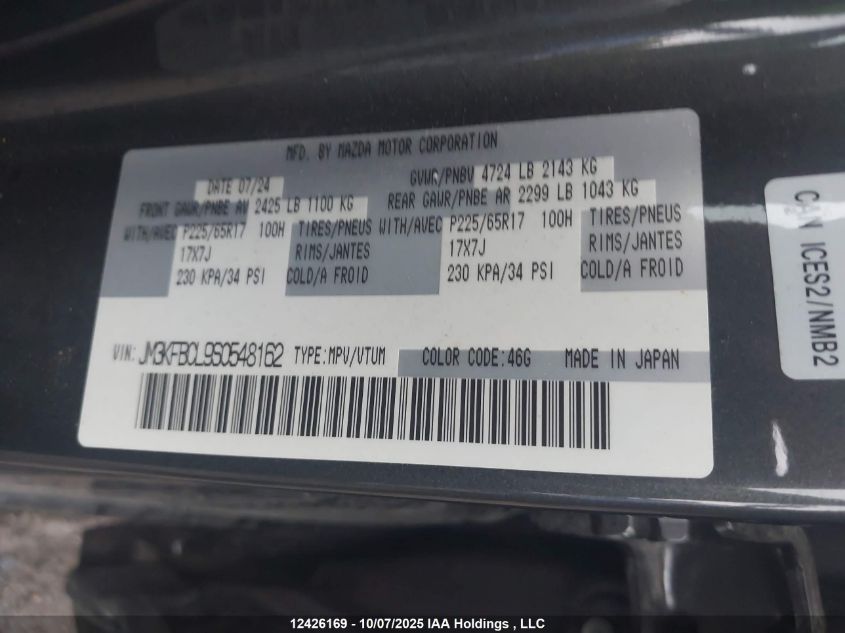 MFD. BY MAZDA MOTOR CORPORATION
DATE 07/24 GVWR/PNBV 4724 LB 2143 KG
FRONT GAWR/PNBE AV 2425 LB 1100 KG REAR GAWR/PNBE AR 2299 LB 1043 KG
WITH/AVEC P225/65R17 100H TIRES/PNEUS WITH/AVEC P225/65R17 100H TIRES/PNEUS
17X7J RIMS/JANTES 17X7J RIMS/JANTES
230 KPA/34 PSI COLD/A FROID 230 KPA/34 PSI COLD/A FROID
VIN: JM3KFB0L9S0548162 TYPE:MPV/VTUM COLOR CODE:46G MADE IN JAPAN
CAN ICES2/NMB2
12426169 - 10/07/2025 IAA Holdings , LLC